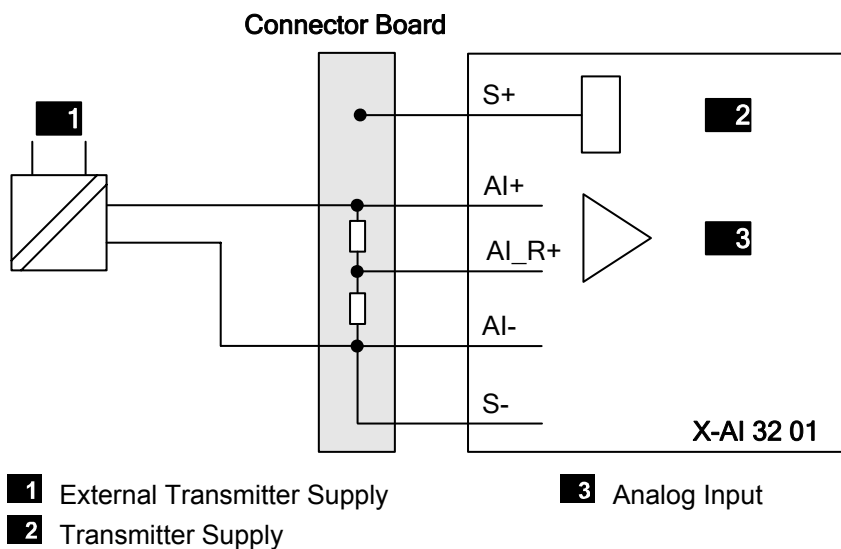 Connector Board
1
S+
2
AI+
AI_R+
3
AI-
S-
X-AI 32 01
1 External Transmitter Supply
3 Analog Input
2 Transmitter Supply